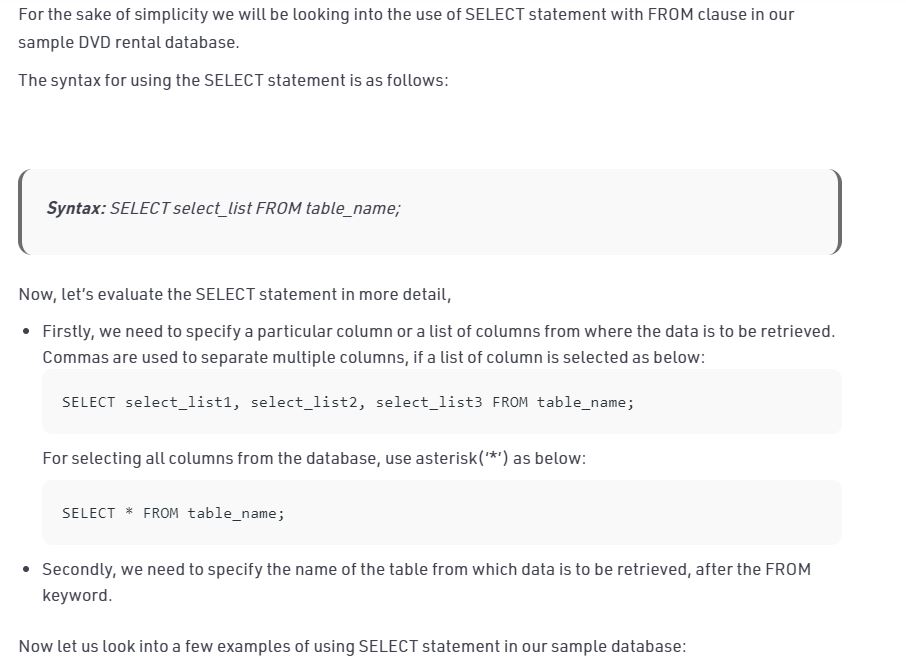 For the sake of simplicity we will be looking into the use of SELECT statement with FROM clause in our
sample DVD rental database.
The syntax for using the SELECT statement is as follows:
Syntax: SELECT select_list FROM table_name;
Now, let’s evaluate the SELECT statement in more detail,
• Firstly, we need to specify a particular column or a list of columns from where the data is to be retrieved.
Commas are used to separate multiple columns, if a list of column is selected as below:
SELECT select_list1, select_list2, select_list3 FROM table_name;
For selecting all columns from the database, use asterisk(‘*’) as below:
SELECT * FROM table_name;
• Secondly, we need to specify the name of the table from which data is to be retrieved, after the FROM
keyword.
Now let us look into a few examples of using SELECT statement in our sample database: